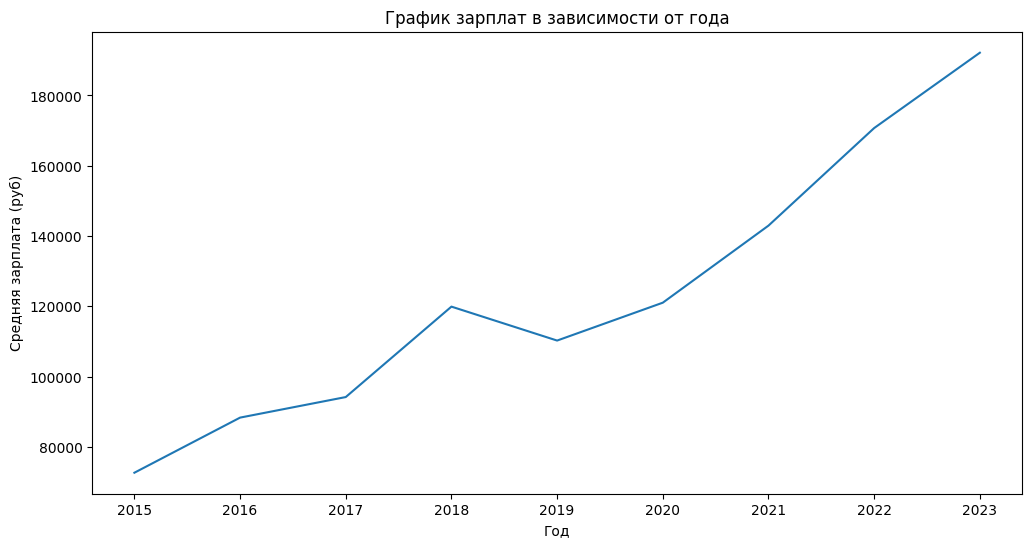 График зарплат в зависимости от года
Средняя зарплата (руб)
180000
160000
140000
120000
100000
80000
2015 2016 2017 2018 2019 2020 2021 2022 2023
Год